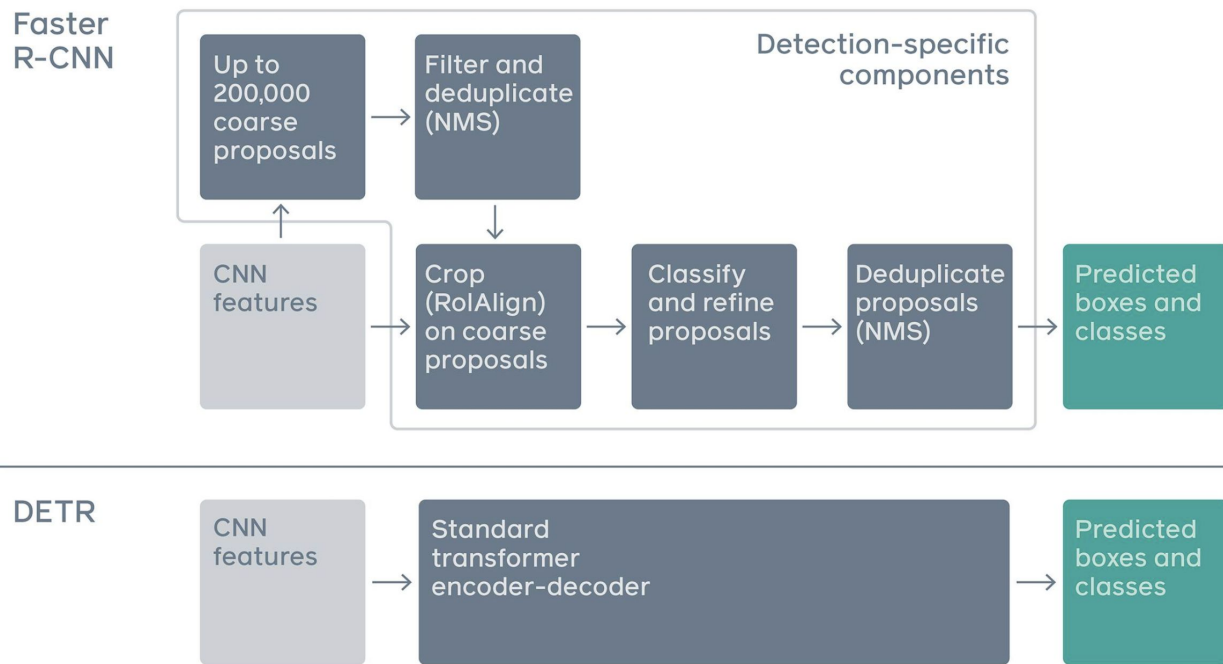 Faster
R-CNN
Up to
200,000
coarse
proposals
Filter and
deduplicate
(NMS)
Detection-specific
components
CNN
features
Crop
(RoIAlign)
on coarse
proposals
Classify
and refine
proposals
Deduplicate
proposals
(NMS)
Predicted
boxes and
classes
DETR
CNN
features
Standard
transformer
encoder-decoder
Predicted
boxes and
classes